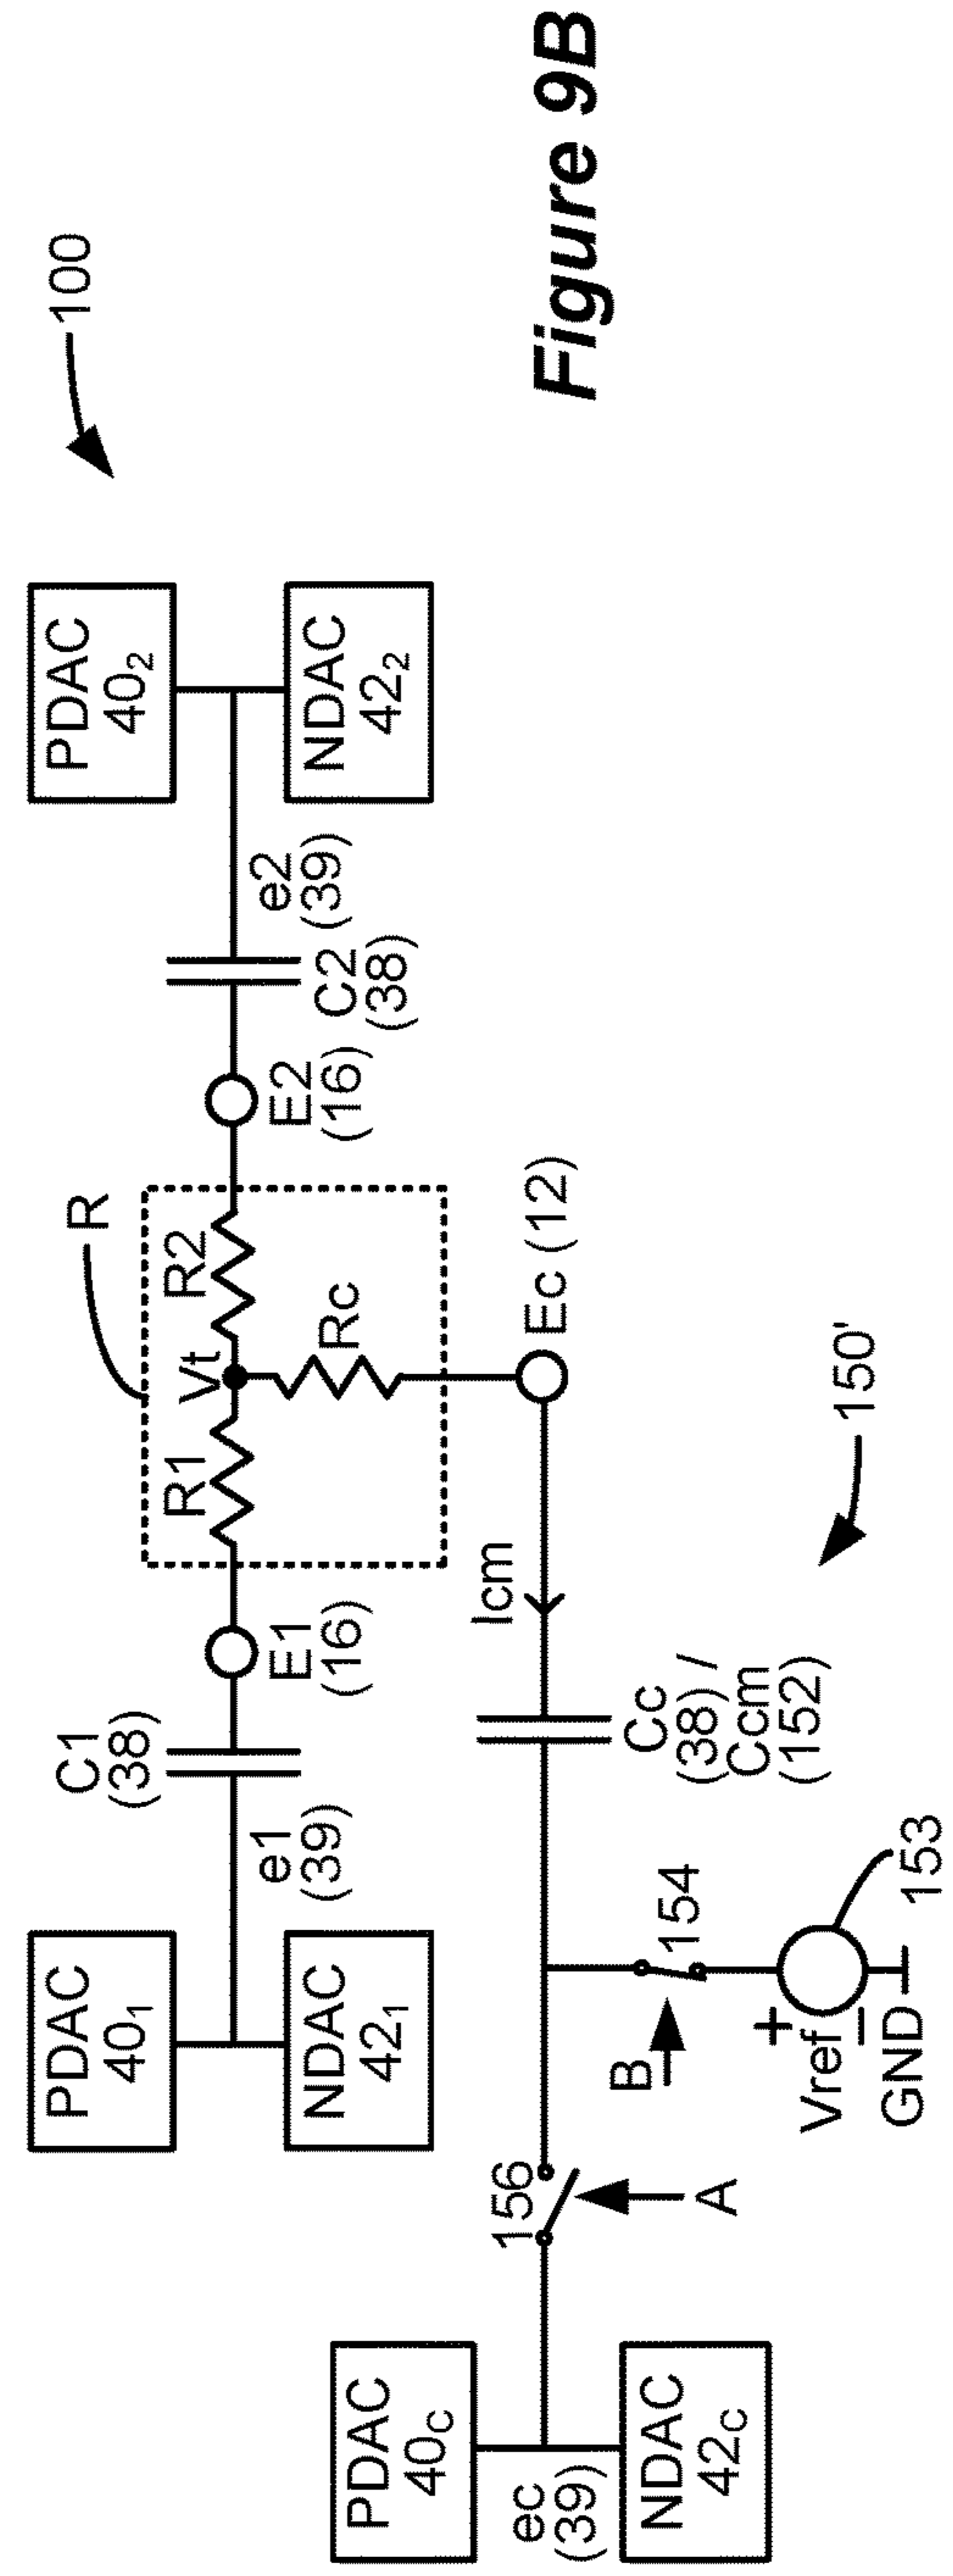 100
PDAC
40₁
NDAC
42₁
e1
(39)
C1
(38)
E1
(16)
R
R1
Vt
R2
Rc
E2
(16)
C2
(38)
e2
(39)
PDAC
40₂
NDAC
42₂
PDAC
40C
ec
(39)
NDAC
42C
156
A
B
154
+
Vref
–
GND
153
Cc
(38) /
Ccm
(152)
Icm
Ec (12)
150'
Figure 9B